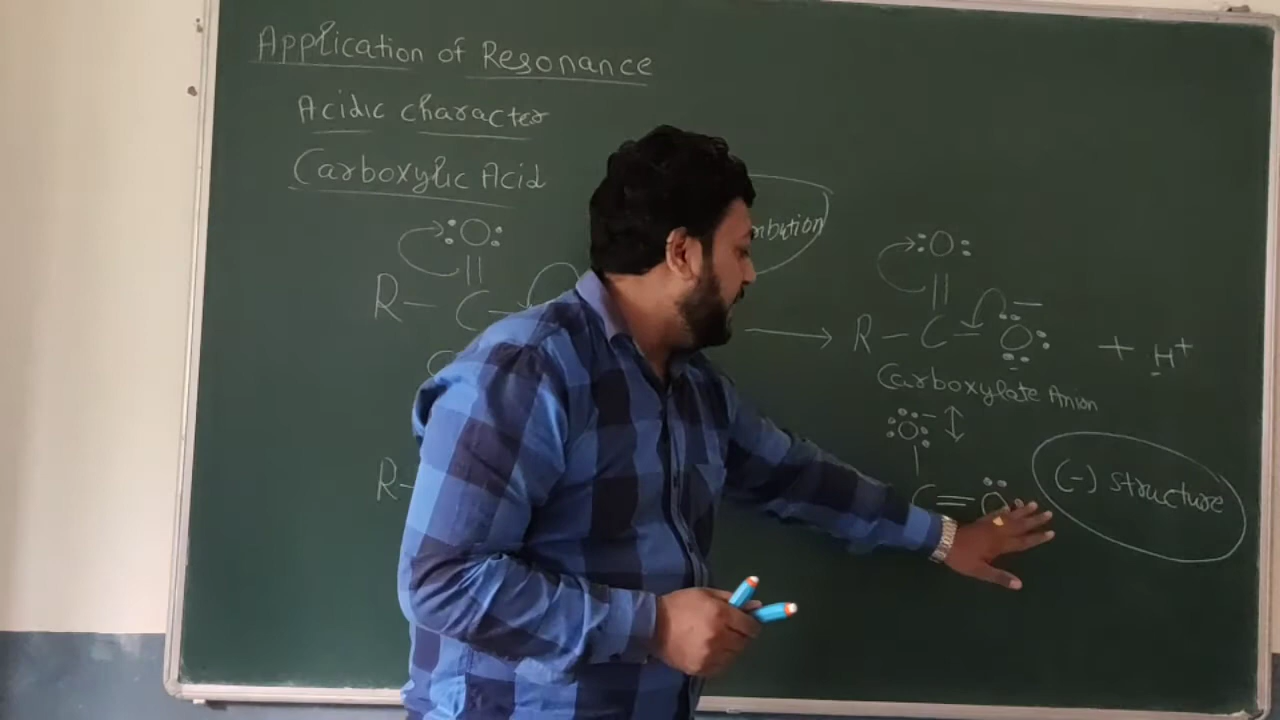 Application of Resonance
Acidic character
Carboxylic Acid
:O:
||
R – C –
R –
:O:
||
R – C – O: + H+
Carboxylate Anion
:O: –
|
C = O
(-) structure